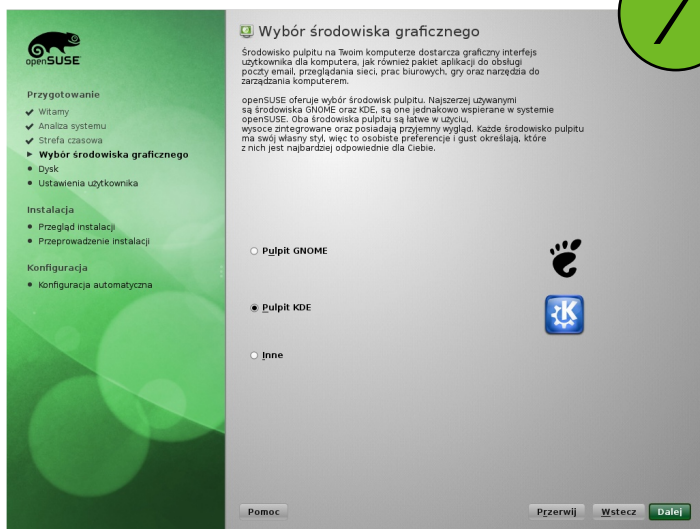 7
openSUSE
Przygotowanie
Witamy
Analiza systemu
Strefa czasowa
Wybór środowiska graficznego
Dysk
Ustawienia użytkownika
Instalacja
Przegląd instalacji
Przeprowadzenie instalacji
Konfiguracja
Konfiguracja automatyczna
Wybór środowiska graficznego
Środowisko pulpitu na Twoim komputerze dostarcza graficzny interfejs
użytkownika dla komputera, jak również pakiet aplikacji do obsługi
poczty email, przeglądania sieci, prac biurowych, gry oraz narzędzia do
zarządzania komputerem.
openSUSE oferuje wybór środowisk pulpitu. Najszerzej używanymi
są środowiska GNOME oraz KDE, są one jednakowo wspierane w systemie
openSUSE. Oba środowiska pulpitu są łatwe w użyciu,
wysoce zintegrowane oraz posiadają przyjemny wygląd. Każde środowisko pulpitu
ma swój własny styl, więc to osobiste preferencje i gust określają, które
z nich jest najbardziej odpowiednie dla Ciebie.
Pulpit GNOME
Pulpit KDE
K
Inne
Pomoc
Przerwij
Wstecz
Dalej